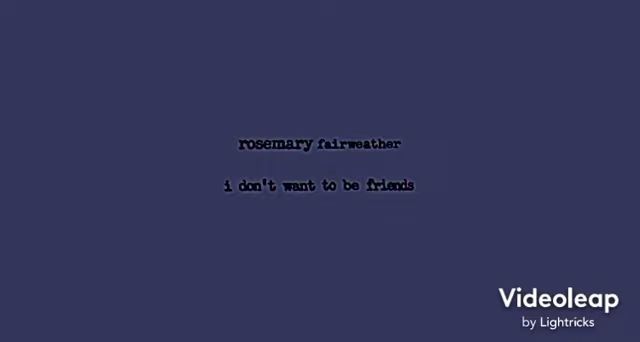 rosemary fairweather
i don't want to be friends
Videoleap
by Lightricks